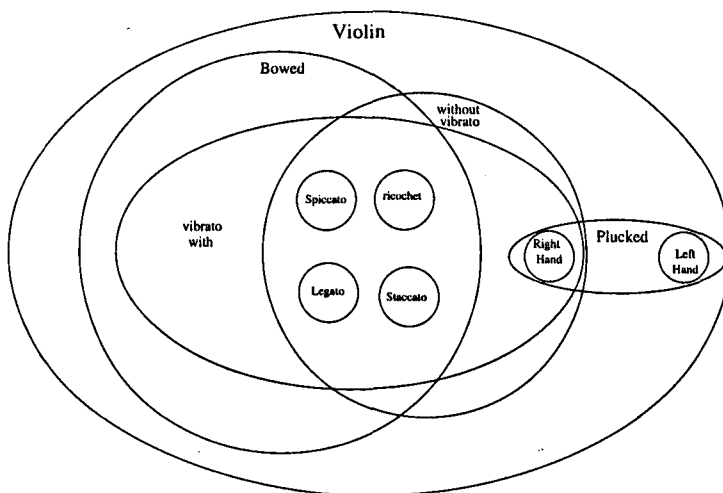 Violin
Bowed
without
vibrato
Spiccato
ricochet
vibrato
with
Right
Hand
Plucked
Left
Hand
Legato
Staccato